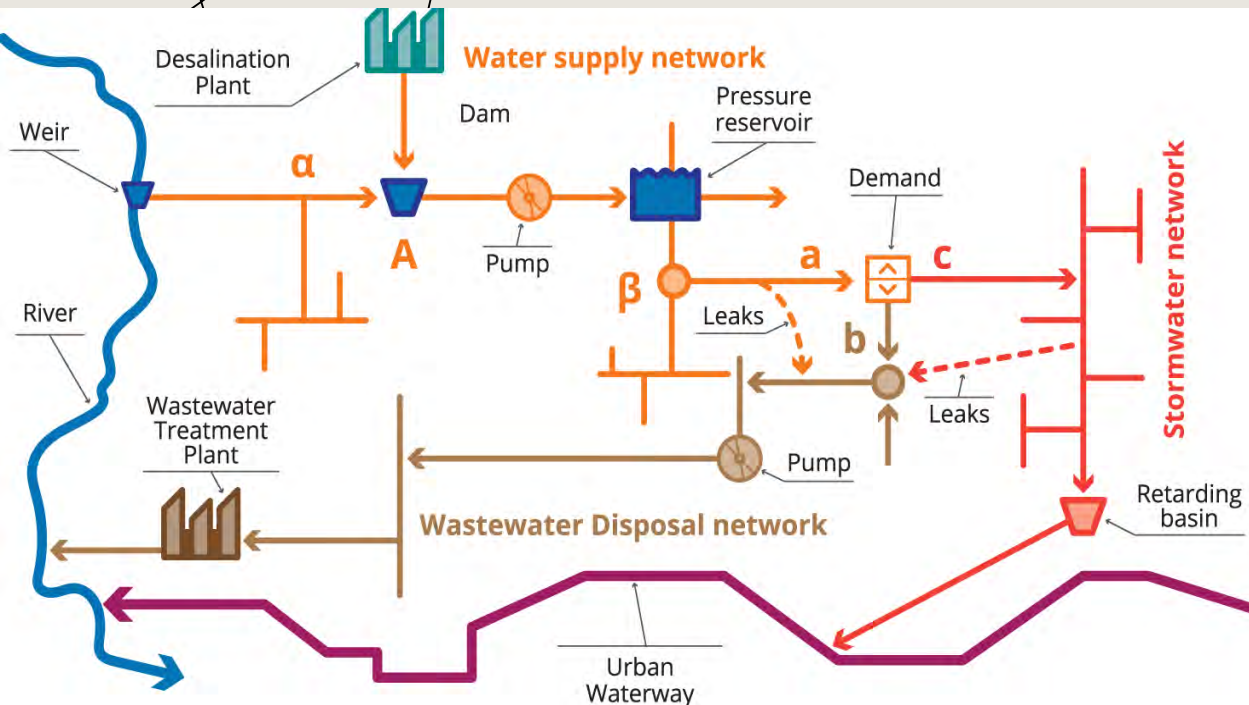 Desalination
Plant
Water supply network
Dam
Pressure
reservoir
Weir
α
Demand
Stormwater network
A
Pump
a
c
β
River
Leaks
b
Wastewater
Treatment
Plant
Leaks
Pump
Retarding
basin
Wastewater Disposal network
Urban
Waterway